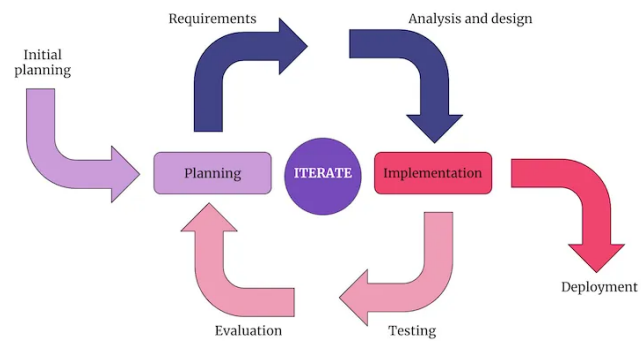 Requirements
Analysis and design
Initial
planning
Planning
ITERATE
Implementation
Deployment
Evaluation
Testing